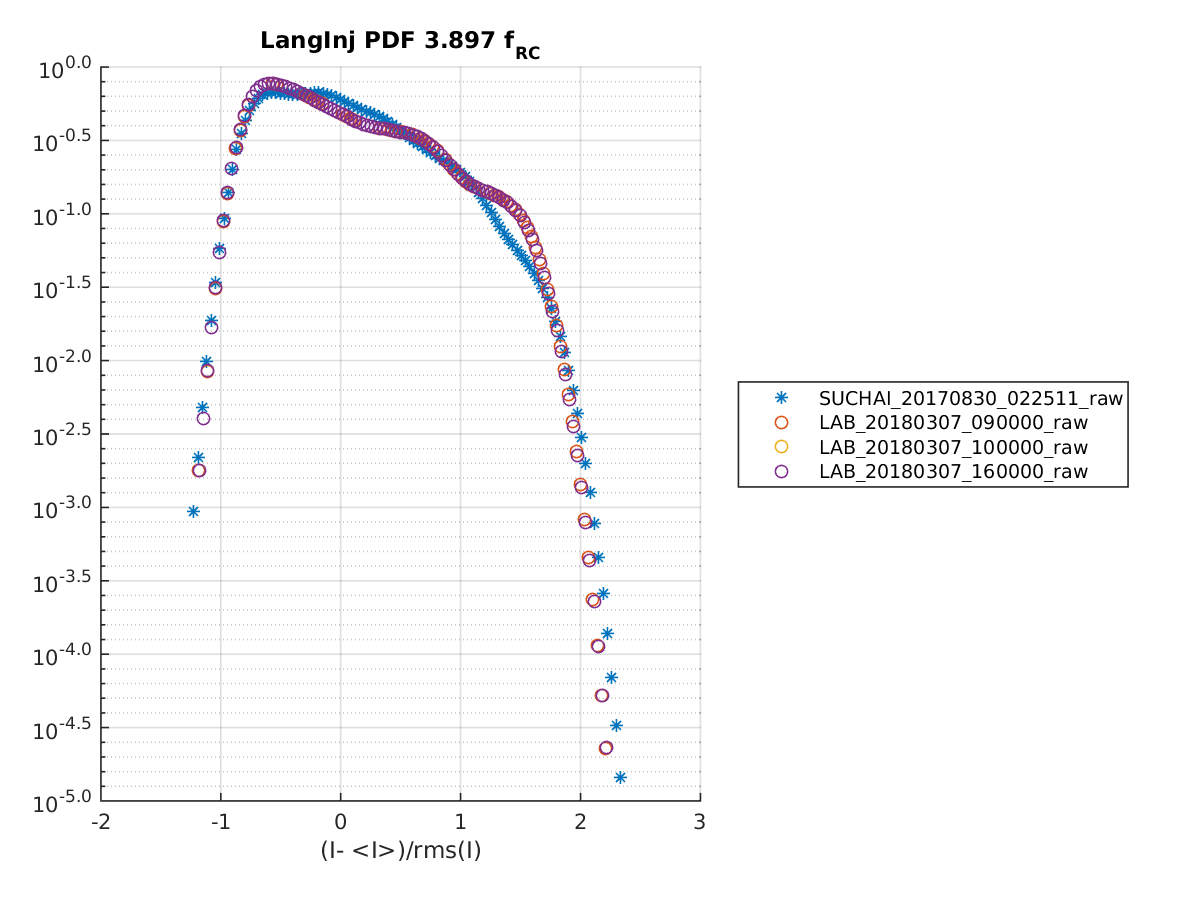 LangInj PDF 3.897 fRC
10^0.0
10^-0.5
10^-1.0
10^-1.5
10^-2.0
10^-2.5
10^-3.0
10^-3.5
10^-4.0
10^-4.5
10^-5.0
-2 -1 0 1 2 3
(I- <I>)/rms(I)
SUCHAI_20170830_022511_raw
LAB_20180307_090000_raw
LAB_20180307_100000_raw
LAB_20180307_160000_raw